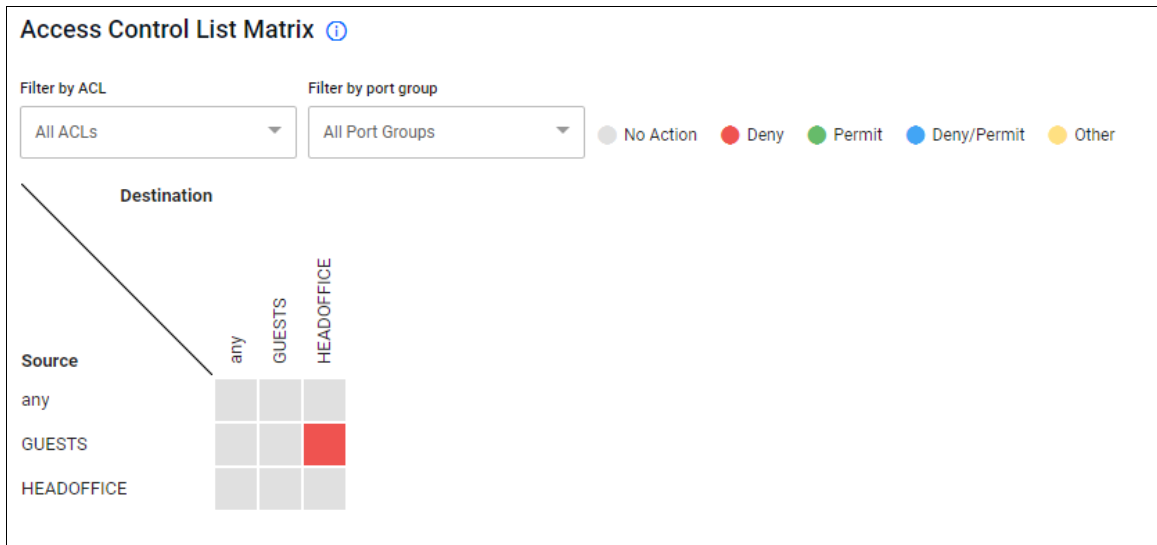 Access Control List Matrix
Filter by ACL
Filter by port group
All ACLs
All Port Groups
No Action
Deny
Permit
Deny/Permit
Other
Destination
any
GUESTS
HEADOFFICE
Source
any
GUESTS
HEADOFFICE